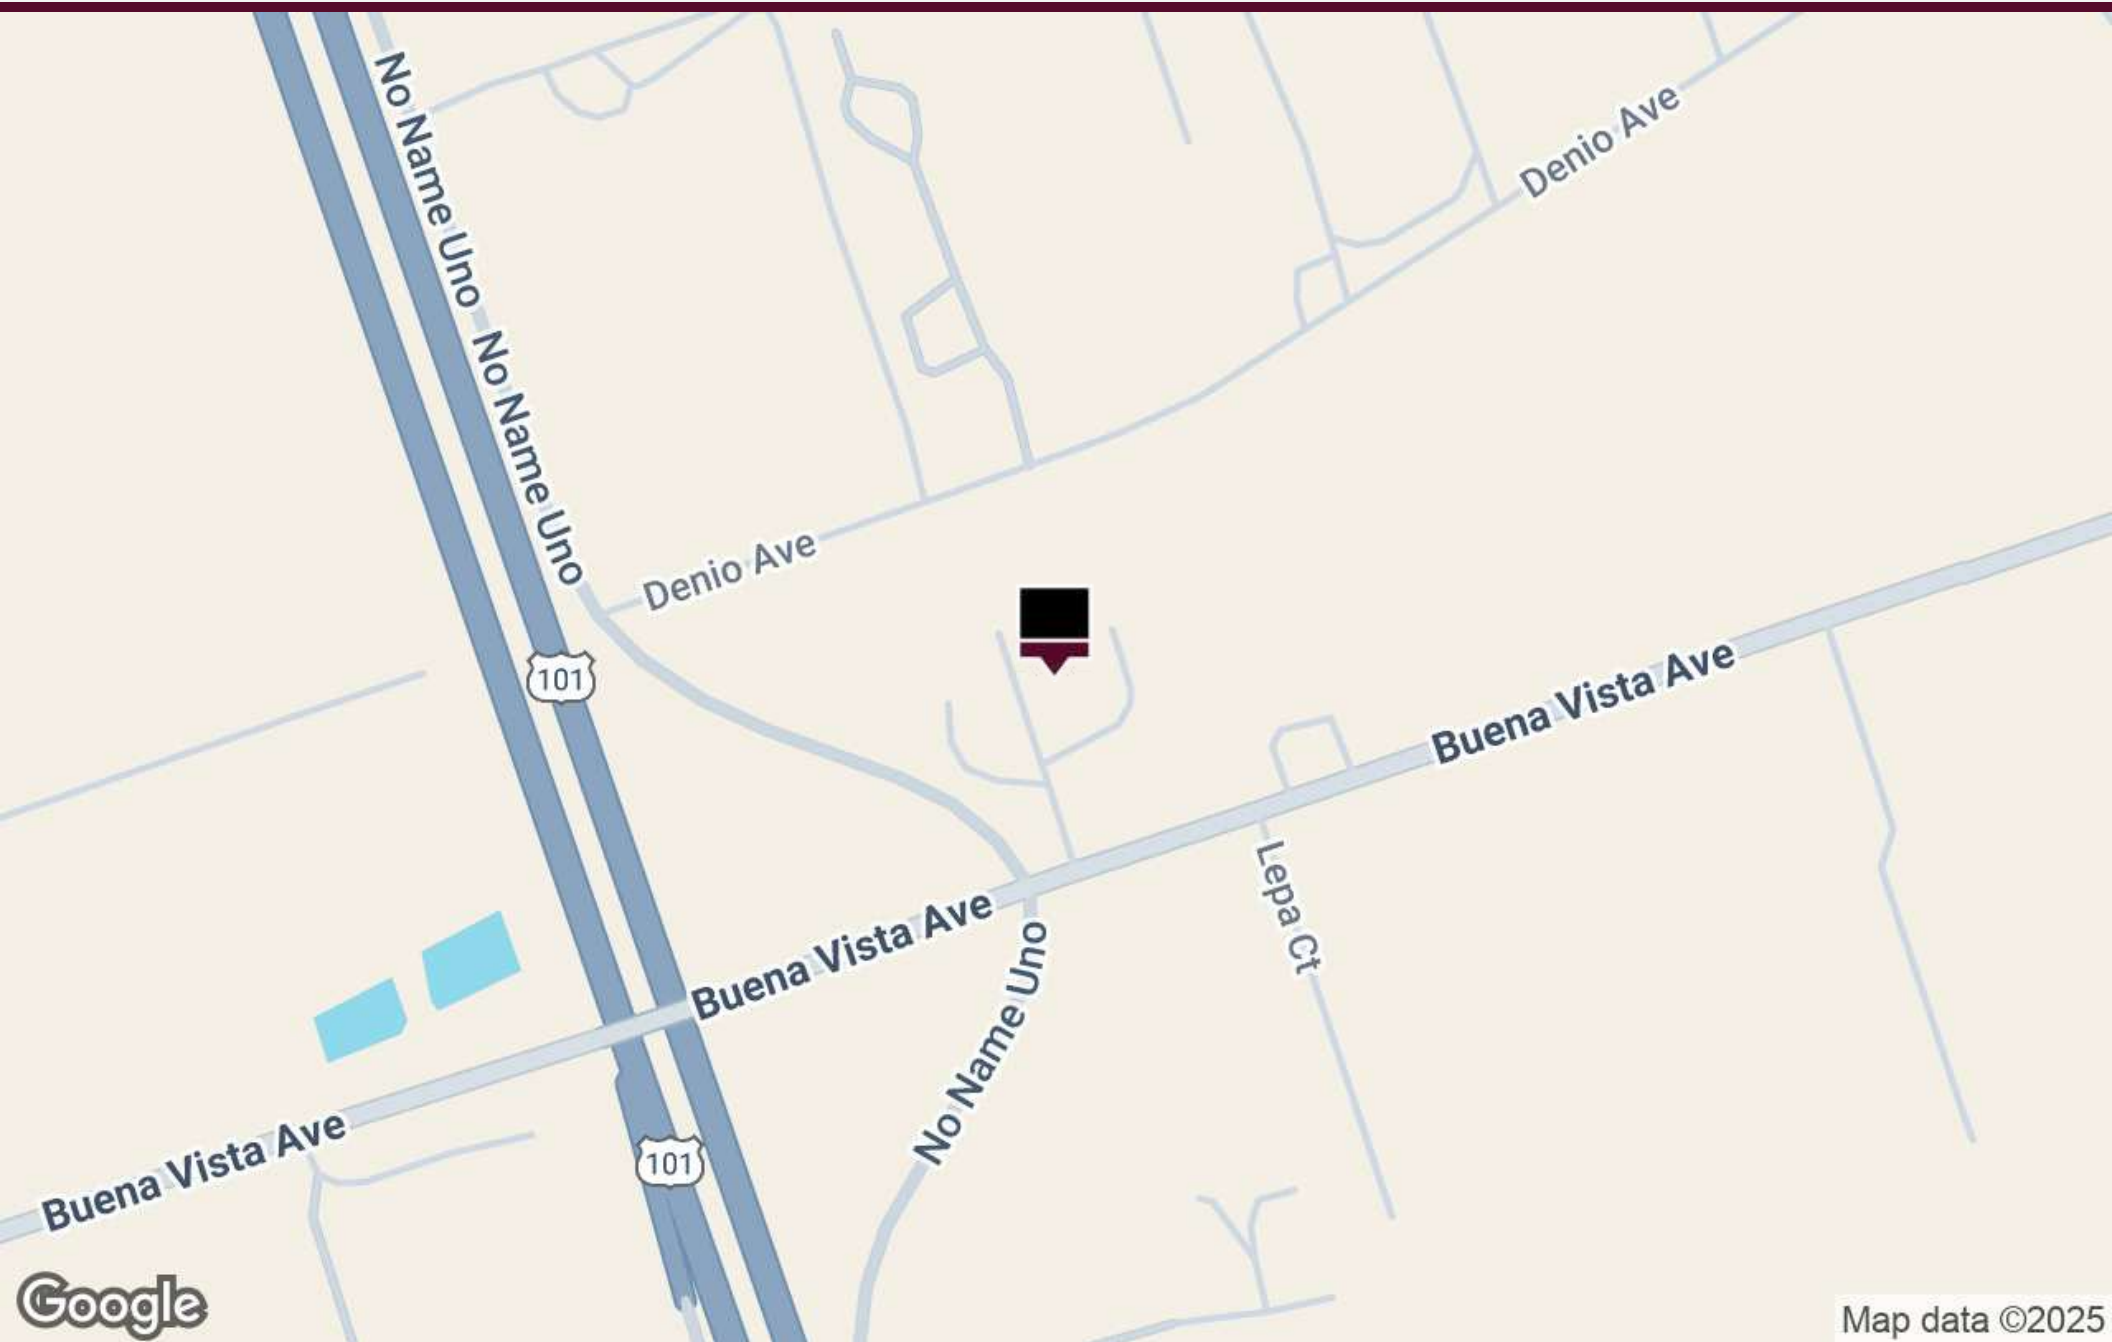 No Name Uno
Denio Ave
No Name Uno
Denio Ave
101
Buena Vista Ave
Lepa Ct
Buena Vista Ave
No Name Uno
Buena Vista Ave
101
Google
Map data ©2025